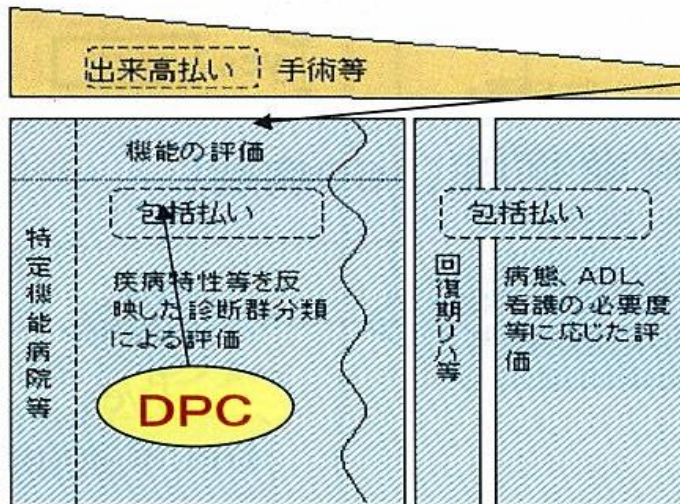 出来高払い 手術等
機能の評価
包括払い
疾病特性等を反
映した診断群分類
による評価
DPC
特定機能病院等
回復期リハ等
包括払い
病態、ADL、
看護の必要度
等に応じた評
価